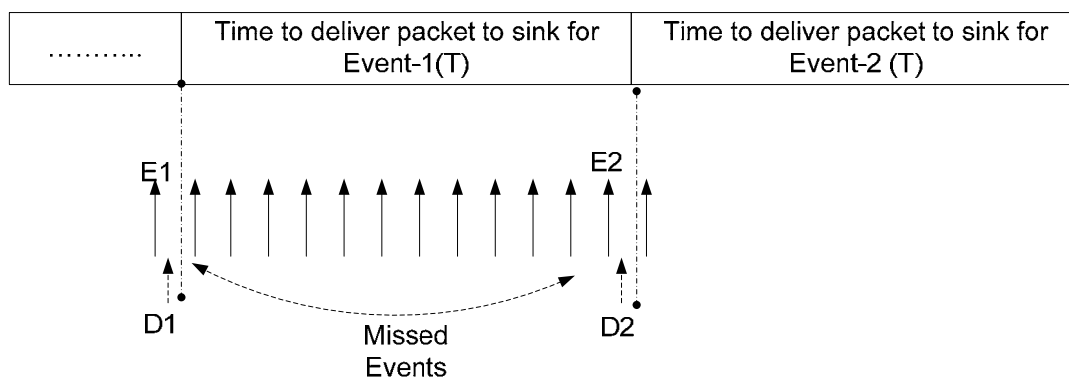 ............
Time to deliver packet to sink for
Event-1(T)
Time to deliver packet to sink for
Event-2 (T)
E1
E2
D1
D2
Missed
Events